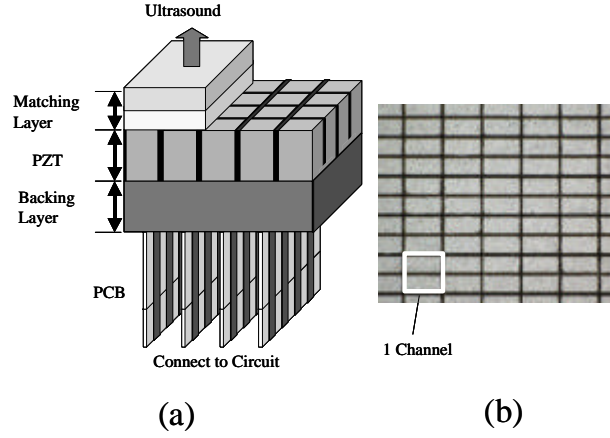 Ultrasound
Matching
Layer
PZT
Backing
Layer
PCB
Connect to Circuit
1 Channel
(a)
(b)